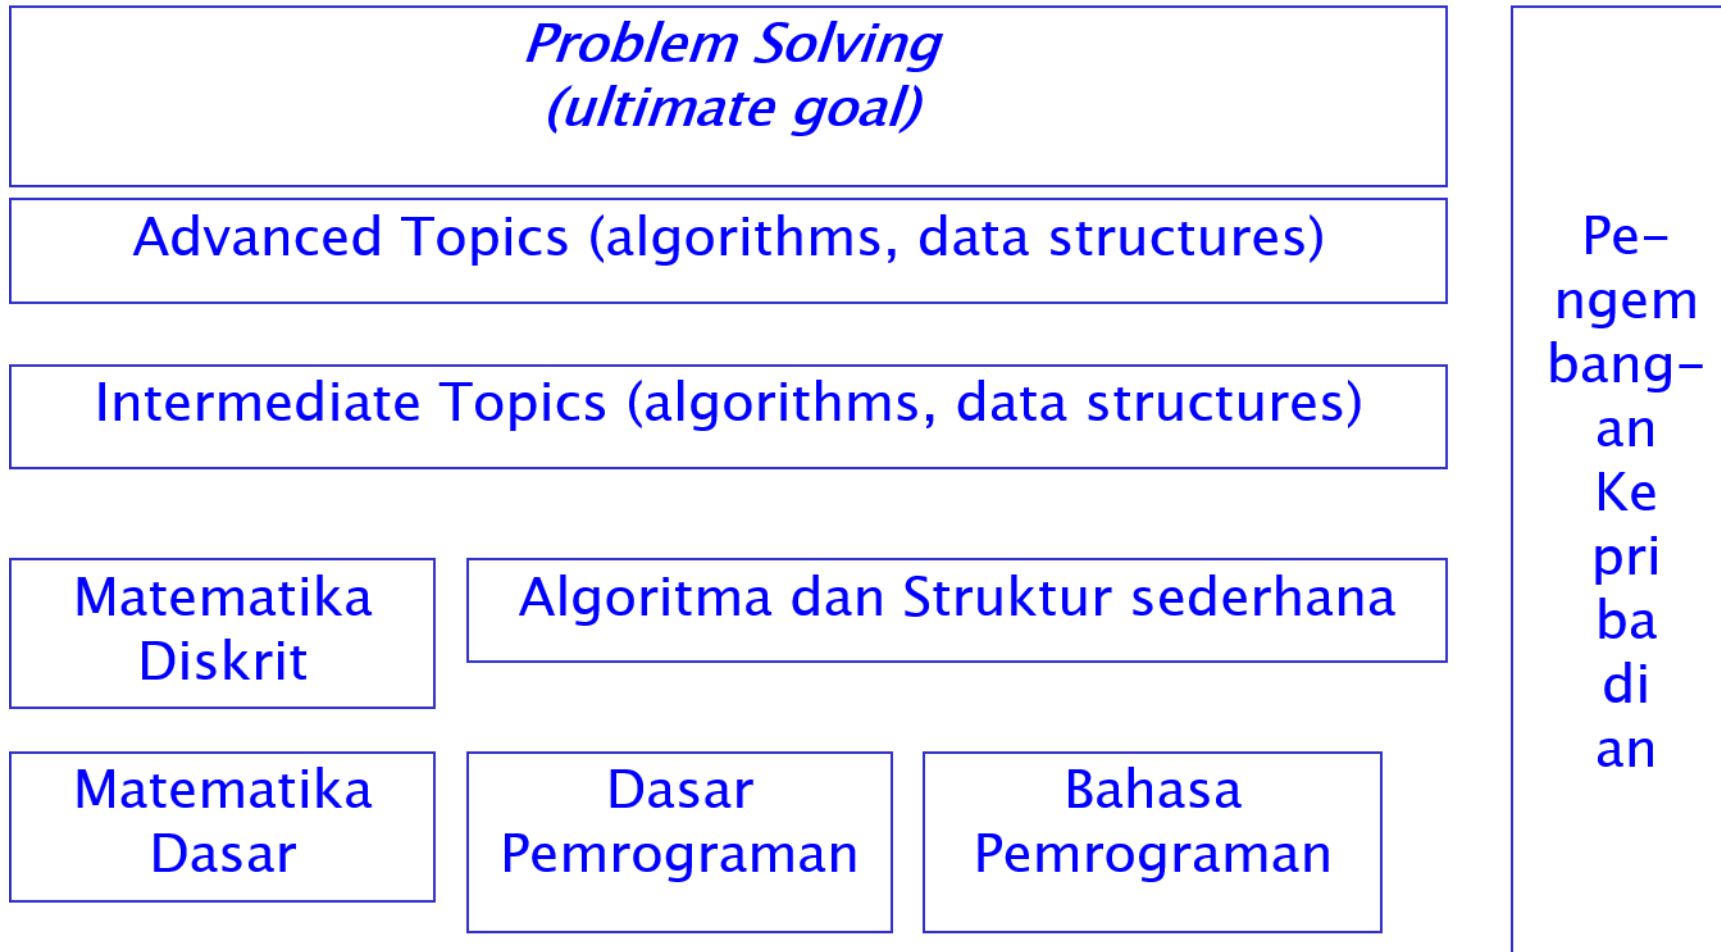 Problem Solving
(ultimate goal)
Advanced Topics (algorithms, data structures)
Intermediate Topics (algorithms, data structures)
Matematika
Diskrit
Algoritma dan Struktur sederhana
Matematika
Dasar
Dasar
Pemrograman
Bahasa
Pemrograman
Pe-
ngem
bang-
an
Ke
pri
ba
di
an